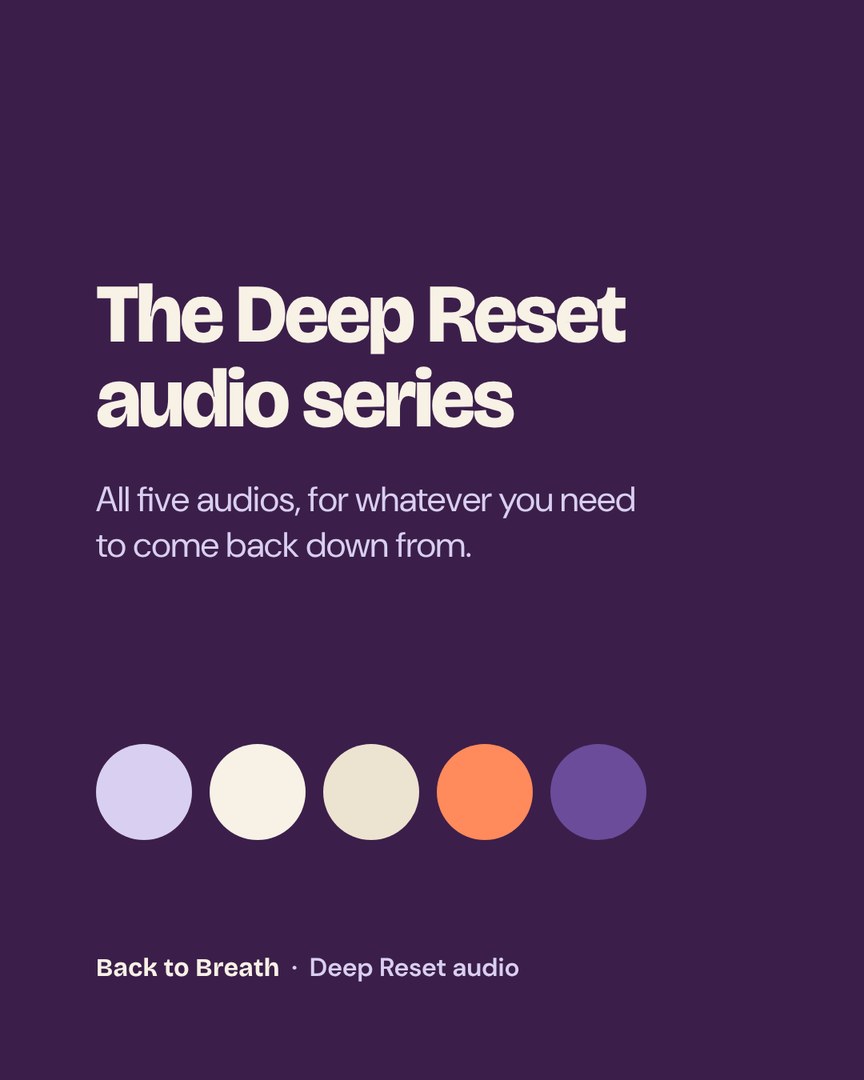 The Deep Reset
audio series
All five audios, for whatever you need
to come back down from.
Back to Breath · Deep Reset audio